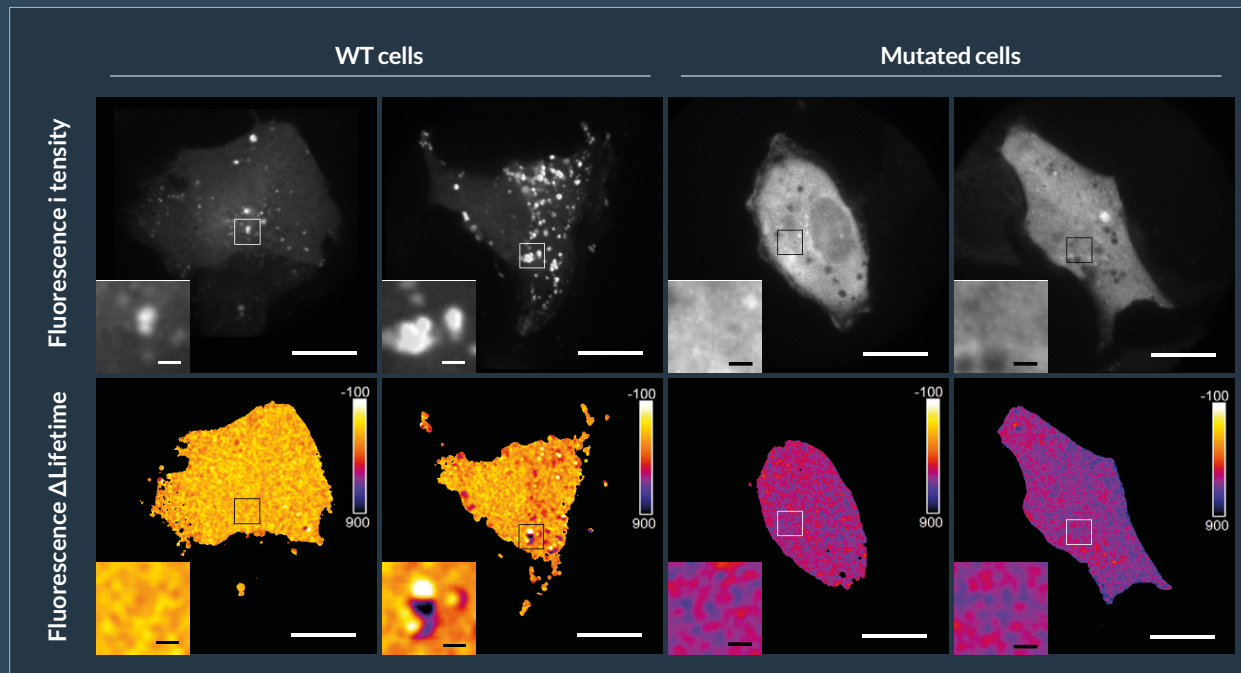 WT cells
Mutated cells
Fluorescence i tensity
Fluorescence ΔLifetime
-100
900
-100
900
-100
900
-100
900